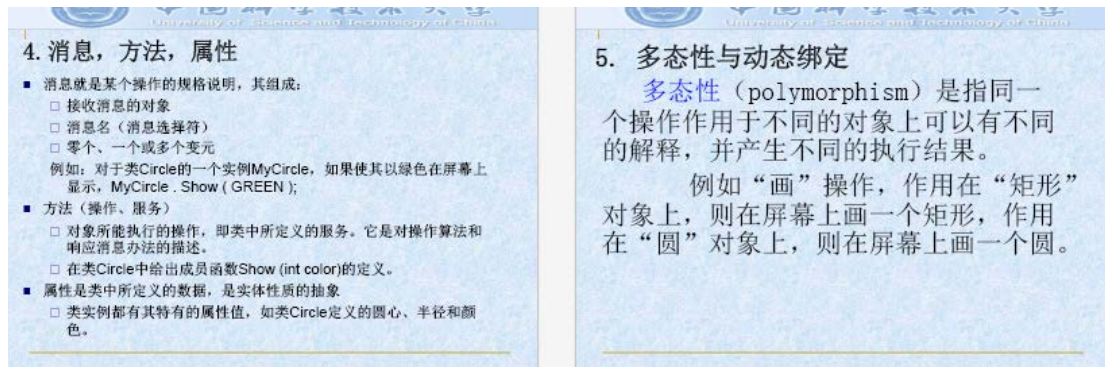 University of Science and Technology of China
4. 消息，方法，属性
■ 消息就是某个操作的规格说明，其组成：
□ 接收消息的对象
□ 消息名（消息选择符）
□ 零个、一个或多个变元
例如：对于类Circle的一个实例MyCircle，如果使其以绿色在屏幕上
显示，MyCircle . Show ( GREEN );
■ 方法（操作、服务）
□ 对象所能执行的操作，即类中所定义的服务。它是对操作算法和
响应消息办法的描述。
□ 在类Circle中给出成员函数Show (int color)的定义。
■ 属性是类中所定义的数据，是实体性质的抽象
□ 类实例都有其特有的属性值，如类Circle定义的圆心、半径和颜
色。
University of Science and Technology of China
5. 多态性与动态绑定
多态性（polymorphism）是指同一
个操作作用于不同的对象上可以有不同
的解释，并产生不同的执行结果。
例如“画”操作，作用在“矩形”
对象上，则在屏幕上画一个矩形，作用
在“圆”对象上，则在屏幕上画一个圆。